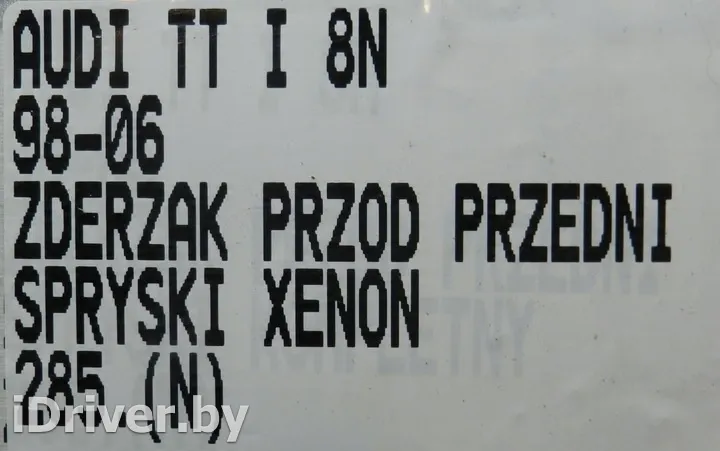 AUDI TT I 8N
98-06
ZDERZAK PRZOD PRZEDNI
SPRYSKI XENON
285 (N)
iDriver.by